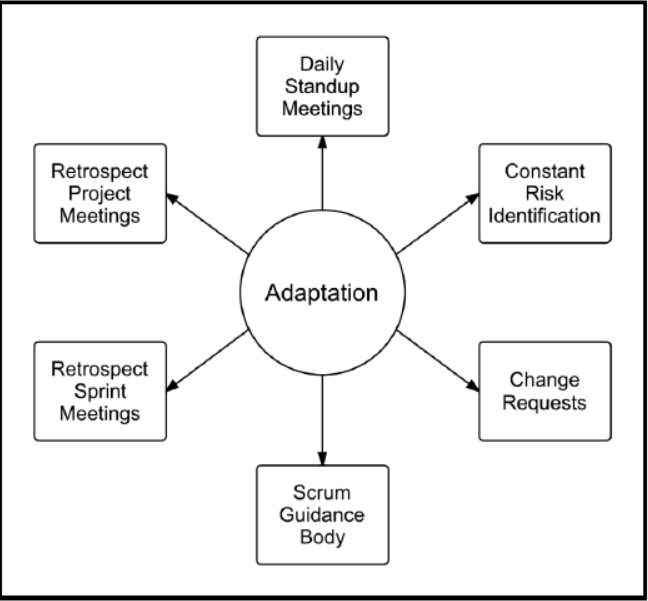 Daily
Standup
Meetings
Retrospect
Project
Meetings
Constant
Risk
Identification
Adaptation
Retrospect
Sprint
Meetings
Change
Requests
Scrum
Guidance
Body